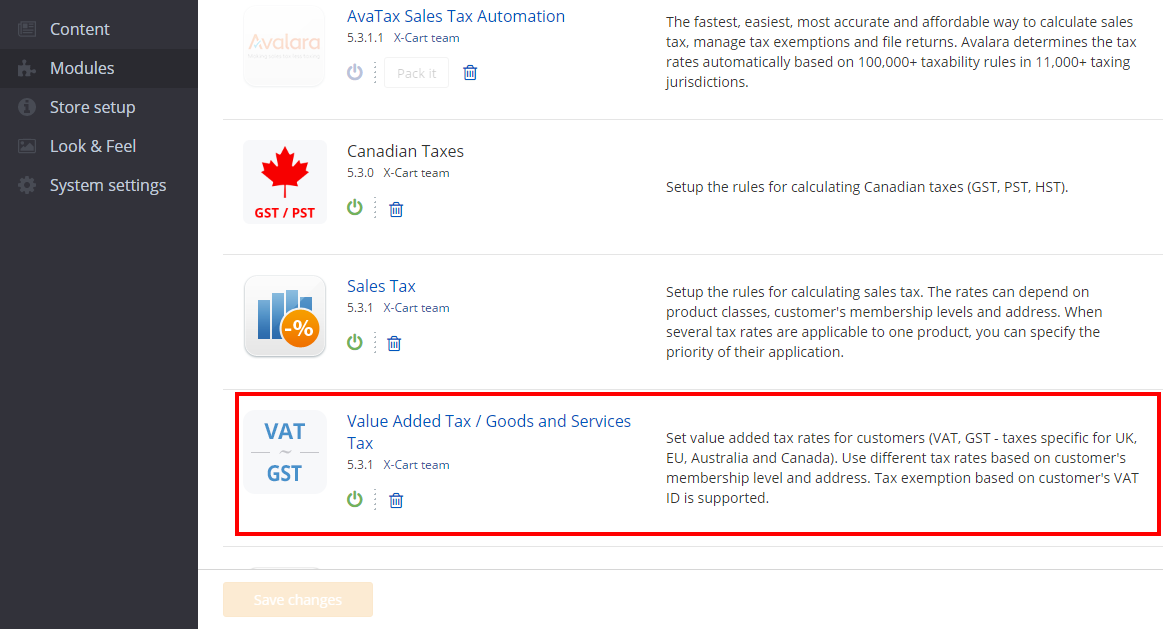 Content
Modules
Store setup
Look & Feel
System settings
Avalara
AvaTax Sales Tax Automation
5.3.1.1 X-Cart team
Pack it
The fastest, easiest, most accurate and affordable way to calculate sales
tax, manage tax exemptions and file returns. Avalara determines the tax
rates automatically based on 100,000+ taxability rules in 11,000+ taxing
jurisdictions.
GST / PST
Canadian Taxes
5.3.0 X-Cart team
Setup the rules for calculating Canadian taxes (GST, PST, HST).
-%
Sales Tax
5.3.1 X-Cart team
Setup the rules for calculating sales tax. The rates can depend on
product classes, customer's membership levels and address. When
several tax rates are applicable to one product, you can specify the
priority of their application.
VAT
~
GST
Value Added Tax / Goods and Services
Tax
5.3.1 X-Cart team
Set value added tax rates for customers (VAT, GST - taxes specific for UK,
EU, Australia and Canada). Use different tax rates based on customer's
membership level and address. Tax exemption based on customer's VAT
ID is supported.
Save changes